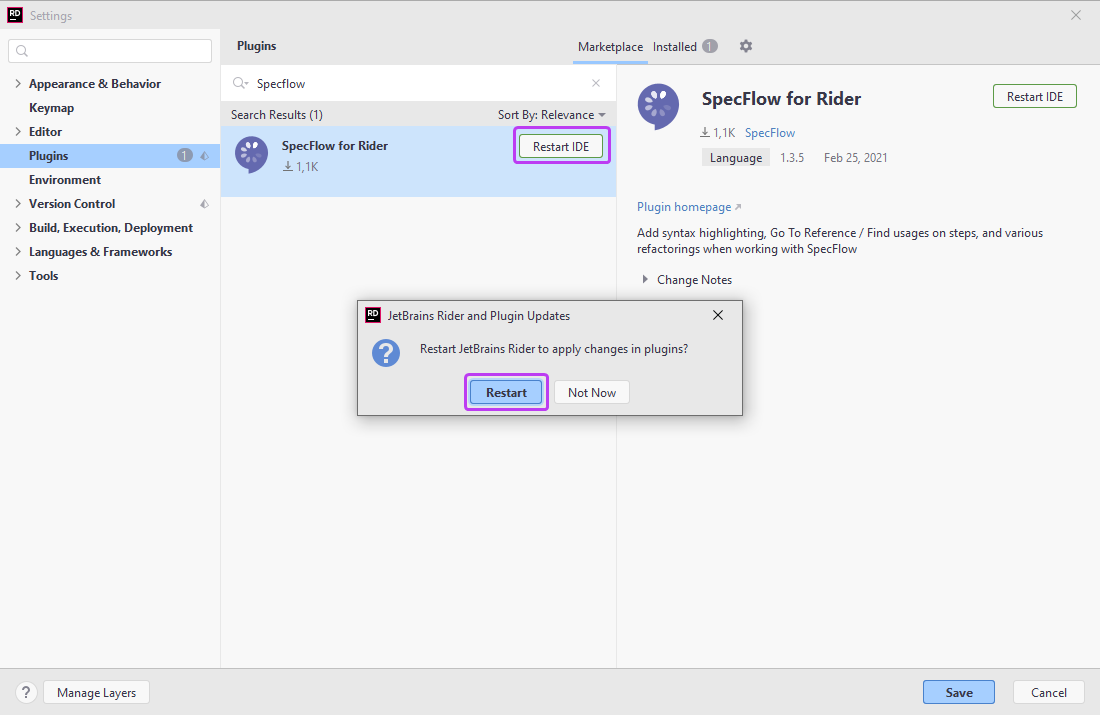 RD Settings
Plugins
Marketplace Installed 1
Appearance & Behavior
Keymap
Editor
Plugins 1
Environment
Version Control
Build, Execution, Deployment
Languages & Frameworks
Tools
Specflow
Search Results (1) Sort By: Relevance
SpecFlow for Rider
Restart IDE
1,1K
SpecFlow for Rider
Restart IDE
1,1K SpecFlow
Language 1.3.5 Feb 25, 2021
Plugin homepage
Add syntax highlighting, Go To Reference / Find usages on steps, and various
refactorings when working with SpecFlow
Change Notes
RD JetBrains Rider and Plugin Updates
? Restart JetBrains Rider to apply changes in plugins?
Restart Not Now
? Manage Layers Save Cancel